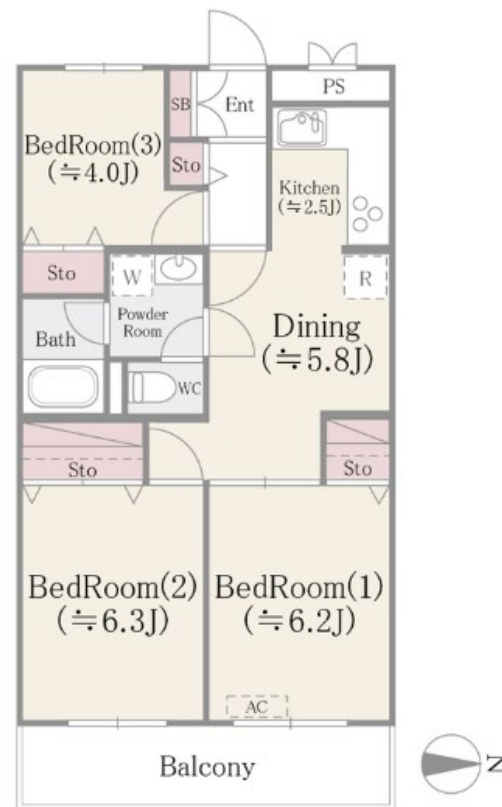 PS
SB
Ent
BedRoom(3)
(≒4.0J)
Sto
Kitchen
(≒2.5J)
Sto
W
R
Powder
Room
Bath
Dining
(≒5.8J)
WC
Sto
Sto
BedRoom(2)
(≒6.3J)
BedRoom(1)
(≒6.2J)
AC
Balcony
N